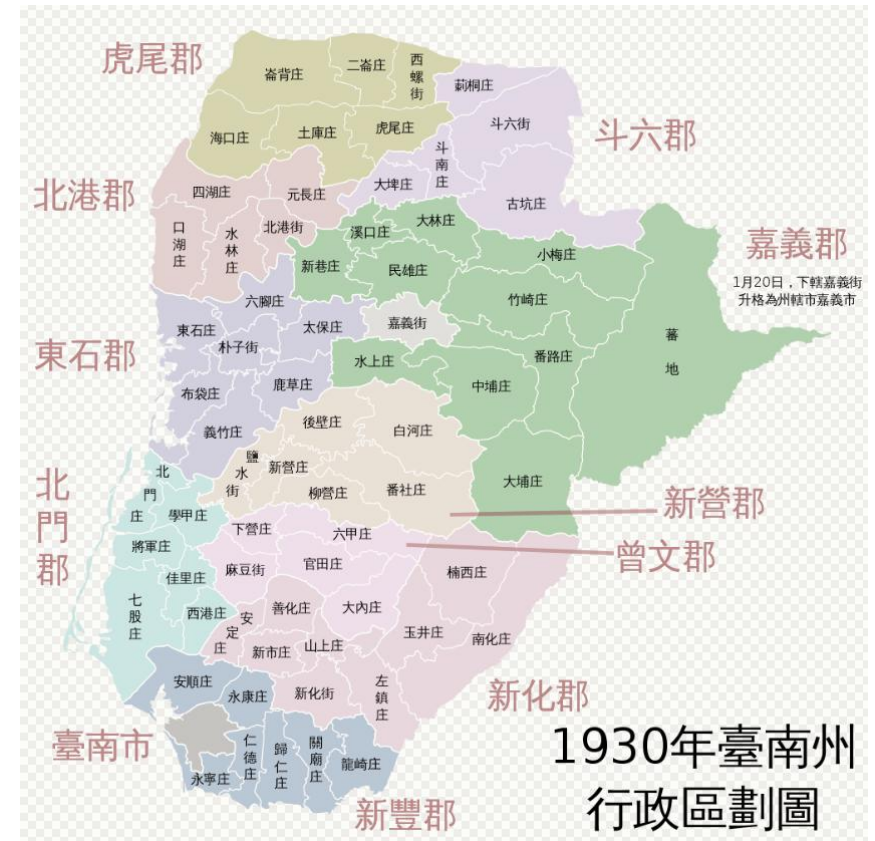 虎尾郡
崙背庄
二崙庄
西螺街
海口庄
土庫庄
虎尾庄
斗六郡
莿桐庄
斗六街
斗南庄
大埤庄
古坑庄
北港郡
四湖庄
元長庄
口湖庄
水林庄
北港街
嘉義郡
1月20日，下轄嘉義街
升格為州轄市嘉義市
溪口庄
大林庄
小梅庄
新巷庄
民雄庄
竹崎庄
嘉義街
水上庄
中埔庄
番路庄
蕃地
大埔庄
東石郡
六腳庄
東石庄
朴子街
太保庄
布袋庄
鹿草庄
義竹庄
新營郡
後壁庄
白河庄
鹽水街
新營庄
柳營庄
番社庄
曾文郡
下營庄
六甲庄
麻豆街
官田庄
大內庄
北門郡
北門庄
學甲庄
將軍庄
佳里庄
七股庄
西港庄
新化郡
楠西庄
玉井庄
南化庄
安定庄
善化庄
新市庄
山上庄
新化街
左鎮庄
臺南市
新豐郡
安順庄
永康庄
永寧庄
仁德庄
歸仁庄
關廟庄
龍崎庄
1930年臺南州
行政區劃圖